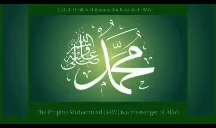 محمد
صلى الله عليه وسلم
The Prophet Muhammad (SAW) is a messenger of Allah